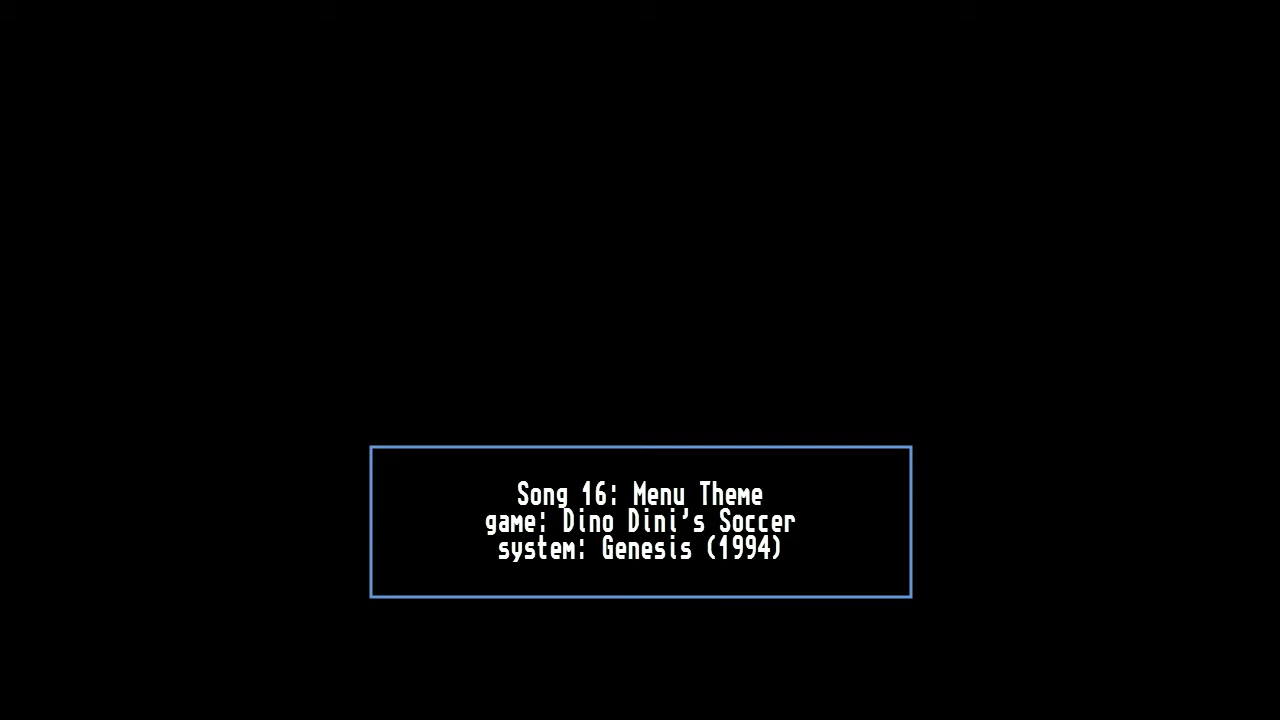 Song 16: Menu Theme
game: Dino Dini's Soccer
system: Genesis (1994)